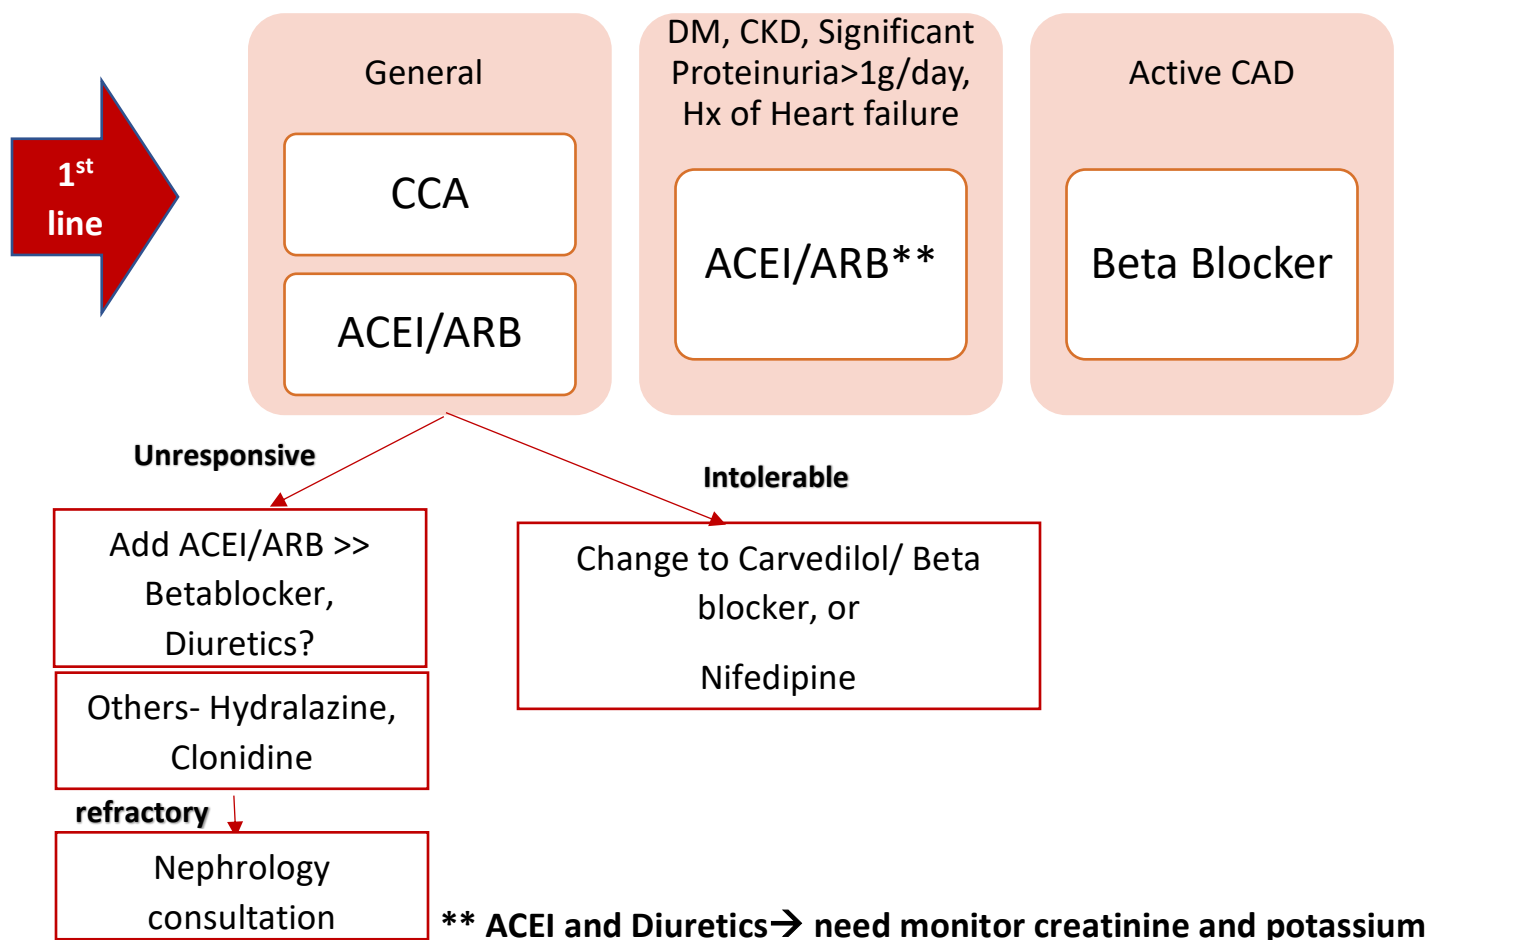 1st
line
General
CCA
ACEI/ARB
DM, CKD, Significant
Proteinuria>1g/day,
Hx of Heart failure
ACEI/ARB**
Active CAD
Beta Blocker
Unresponsive
Intolerable
Add ACEI/ARB >>
Betablocker,
Diuretics?
Others- Hydralazine,
Clonidine
refractory
Nephrology
consultation
Change to Carvedilol/ Beta
blocker, or
Nifedipine
** ACEI and Diuretics→ need monitor creatinine and potassium